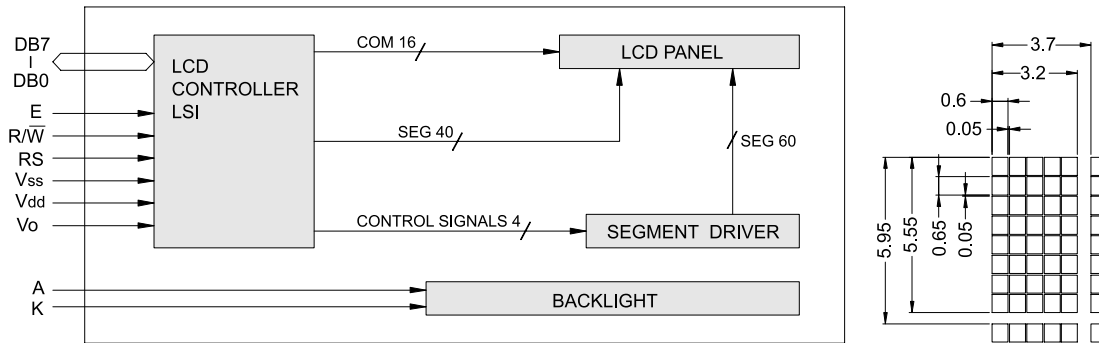 DB7
I
DB0
E
R/W̅
RS
Vss
Vdd
Vo
A
K
LCD
CONTROLLER
LSI
COM 16
LCD PANEL
SEG 40
SEG 60
CONTROL SIGNALS 4
SEGMENT DRIVER
BACKLIGHT
3.7
3.2
0.6
0.05
5.95
5.55
0.65
0.05